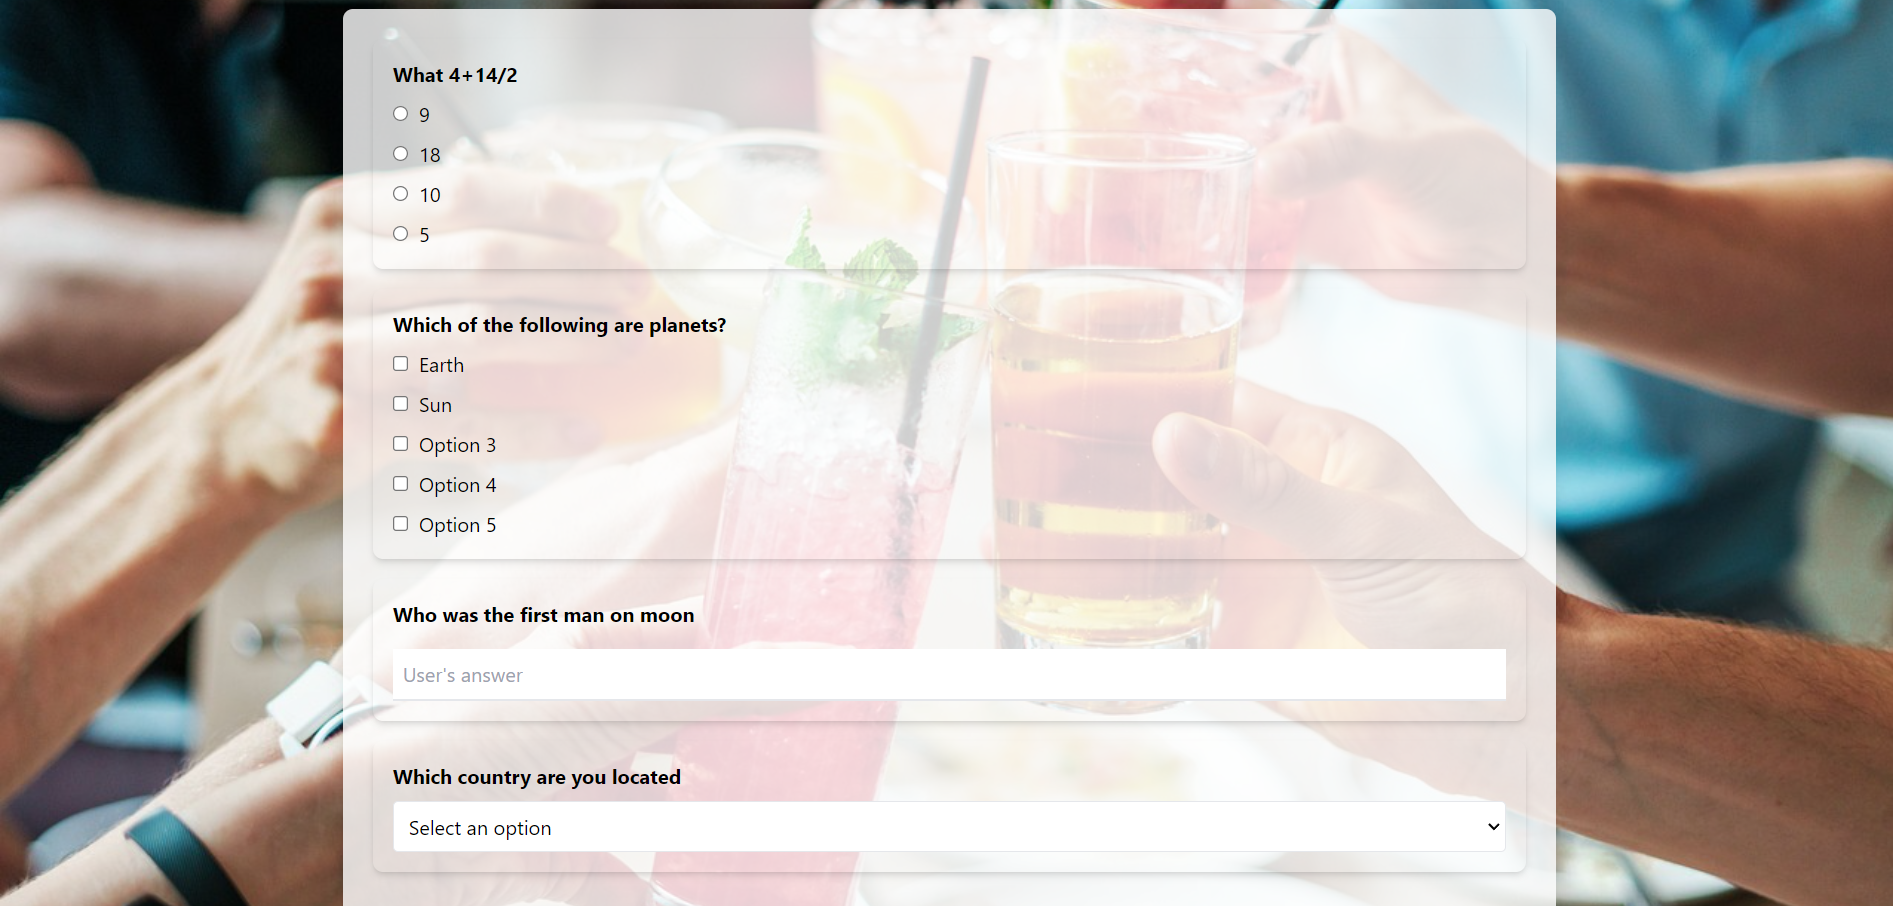 What 4+14/2
9
18
10
5
Which of the following are planets?
Earth
Sun
Option 3
Option 4
Option 5
Who was the first man on moon
User's answer
Which country are you located
Select an option